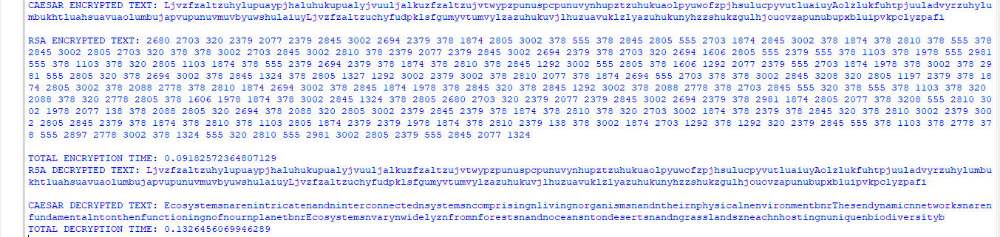 CAESAR ENCRYPTED TEXT: LjvzfzaltzuhylupuaypjhaluhukupualyjvuuljalkuzfzaltzujvtwypzpunuspcpunuvynhupztzuhukuaolpyuwofzpjhsulucpyvutluaiuyAolzlukfuhtpjuuladvyrzuhylu
mbukhtluahsuavuaolumbujapvupunuvmuvbyuwshulaiuyLjvzfzaltzuchyfudpklsfgumyvtumvylzazuhukuvjlhuzuavuklzlyazuhukunyhzzshukzgulhjouovzapunubupxbluipvkpclyzpafi
RSA ENCRYPTED TEXT: 2680 2703 320 2379 2077 2379 2845 3002 2694 2379 378 1874 2805 3002 378 555 378 2845 2805 555 2703 1874 2845 3002 378 1874 378 2810 378 555 378
2845 3002 2805 2703 320 378 378 3002 2703 2845 3002 2810 378 2379 2077 2379 2845 3002 2694 2379 378 2703 320 2694 1606 2805 555 2379 555 378 1103 378 1978 555 2981
555 378 1103 378 320 2805 1103 1874 378 555 2379 2694 2379 378 1874 378 2810 378 2845 1292 3002 555 2805 378 1606 1292 2077 2379 555 2703 1874 1978 378 3002 378 29
81 555 2805 320 378 2694 3002 378 2845 1324 378 2805 1327 1292 3002 2379 3002 378 2810 2077 378 1874 2694 555 2703 378 378 3002 2845 3208 320 2805 1197 2379 378 18
74 2805 3002 378 2088 2778 378 2810 1874 2694 3002 378 2845 1874 1978 378 2845 320 378 2845 1292 3002 378 2088 2778 378 2703 2845 555 320 378 555 378 1103 378 320
2088 378 320 2778 2805 378 1606 1978 1874 378 3002 2845 1324 378 2805 2680 2703 320 2379 2077 2379 2845 3002 2694 2379 378 2981 1874 2805 2077 378 3208 555 2810 30
02 1978 2077 138 378 2088 2805 320 2694 378 2088 320 2805 3002 2379 2845 2379 378 1874 378 2810 378 320 2703 3002 1874 378 2379 378 2845 320 378 2810 3002 2379 300
2 2805 2845 2379 378 1874 378 2810 378 1103 2805 1874 2379 2379 1978 1874 378 2810 2379 138 378 3002 1874 2703 1292 378 1292 320 2379 2845 555 378 1103 378 2778 37
8 555 2897 2778 3002 378 1324 555 320 2810 555 2981 3002 2805 2379 555 2845 2077 1324
TOTAL ENCRYPTION TIME: 0.09182572364807129
RSA DECRYPTED TEXT: LjvzfzaltzuhylupuaypjhaluhukupualyjvuuljalkuzfzaltzujvtwypzpunuspcpunuvynhupztzuhukuaolpyuwofzpjhsulucpyvutluaiuyAolzlukfuhtpjuuladvyrzuhylumbu
khtluahsuavuaolumbujapvupunuvmuvbyuwshulaiuyLjvzfzaltzuchyfudpklsfgumyvtumvylzazuhukuvjlhuzuavuklzlyazuhukunyhzzshukzgulhjouovzapunubupxbluipvkpclyzpafi
CAESAR DECRYPTED TEXT: EcosystemsnarenintricatenandninterconnectednsystemsncomprisingnlivingnorganismsnandntheirnphysicalnenvironmentbnrThesendynamicnnetworksnaren
fundamentalntonthenfunctioningnofnournplanetbnrEcosystemsnvarynwidelyznfromnforestsnandnoceansntondesertsnandngrasslandszneachnhostingnuniquenbiodiversityb
TOTAL DECRYPTION TIME: 0.1326456069946289